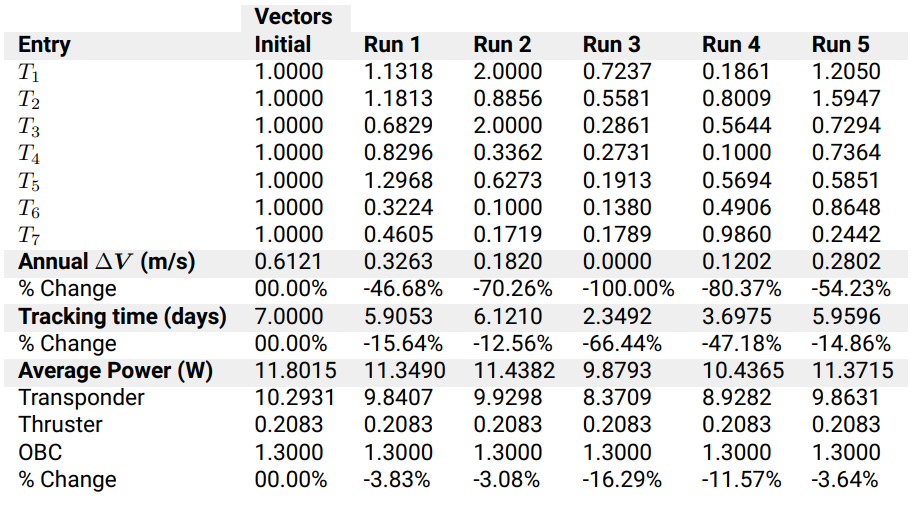 Vectors
Entry Initial Run 1 Run 2 Run 3 Run 4 Run 5
T1 1.0000 1.1318 2.0000 0.7237 0.1861 1.2050
T2 1.0000 1.1813 0.8856 0.5581 0.8009 1.5947
T3 1.0000 0.6829 2.0000 0.2861 0.5644 0.7294
T4 1.0000 0.8296 0.3362 0.2731 0.1000 0.7364
T5 1.0000 1.2968 0.6273 0.1913 0.5694 0.5851
T6 1.0000 0.3224 0.1000 0.1380 0.4906 0.8648
T7 1.0000 0.4605 0.1719 0.1789 0.9860 0.2442
Annual ΔV (m/s) 0.6121 0.3263 0.1820 0.0000 0.1202 0.2802
% Change 00.00% -46.68% -70.26% -100.00% -80.37% -54.23%
Tracking time (days) 7.0000 5.9053 6.1210 2.3492 3.6975 5.9596
% Change 00.00% -15.64% -12.56% -66.44% -47.18% -14.86%
Average Power (W) 11.8015 11.3490 11.4382 9.8793 10.4365 11.3715
Transponder 10.2931 9.8407 9.9298 8.3709 8.9282 9.8631
Thruster 0.2083 0.2083 0.2083 0.2083 0.2083 0.2083
OBC 1.3000 1.3000 1.3000 1.3000 1.3000 1.3000
% Change 00.00% -3.83% -3.08% -16.29% -11.57% -3.64%